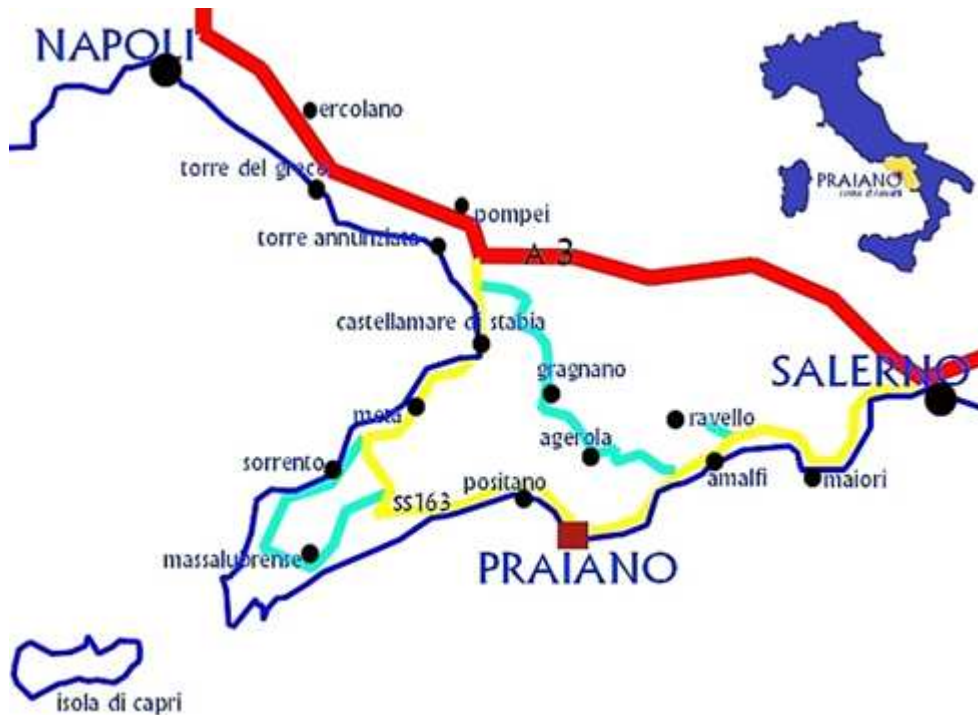 NAPOLI
ercolano
torre del greco
PRAIANO
pompei
torre annunziata
A 3
castellamare di stabia
SALERNO
gragnano
meta
ravello
agerola
sorrento
positano
amalfi
maiori
SS163
massalubrense
PRAIANO
isola di capri